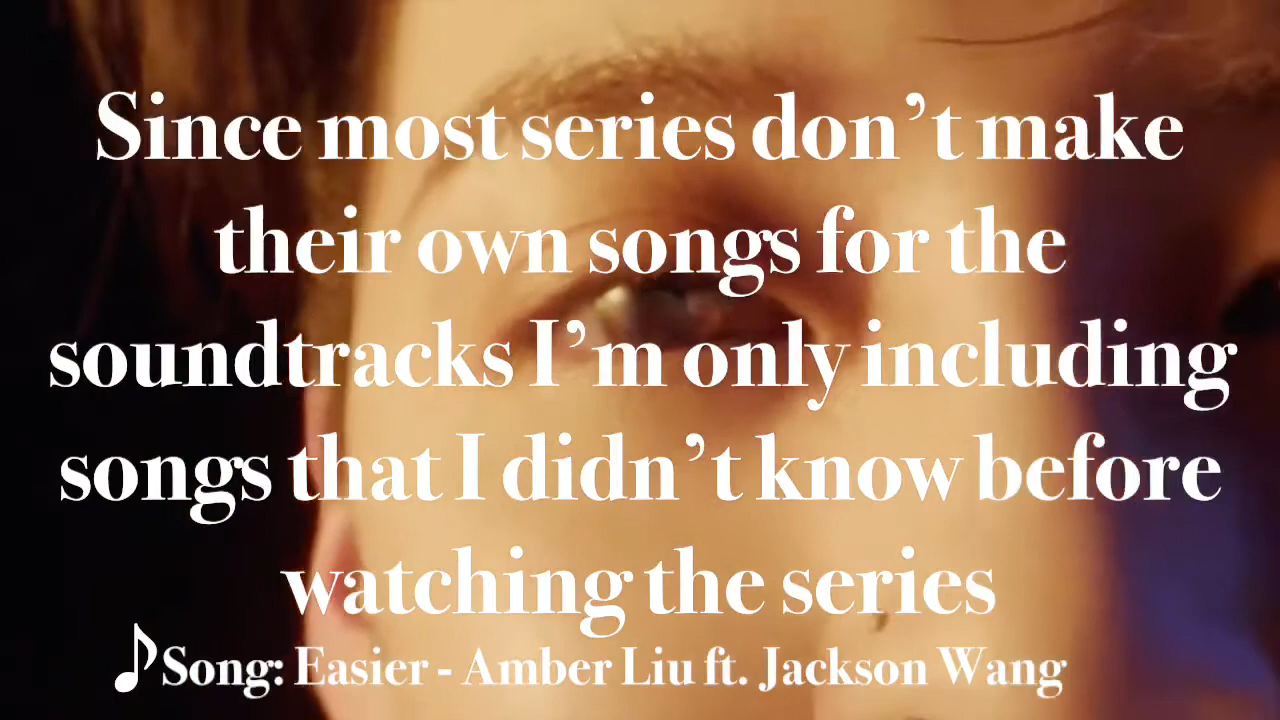 Since most series don’t make
their own songs for the
soundtracks I’m only including
songs that I didn’t know before
watching the series
♪Song: Easier - Amber Liu ft. Jackson Wang